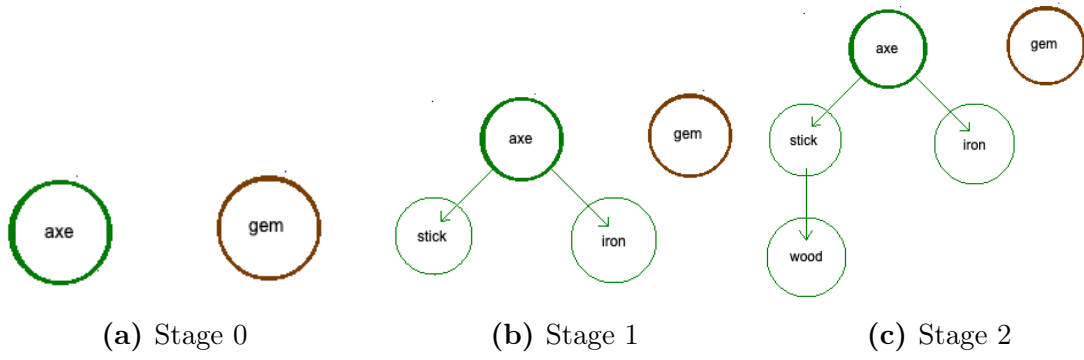 axe
gem
(a) Stage 0
axe
gem
stick
iron
(b) Stage 1
axe
gem
stick
iron
wood
(c) Stage 2